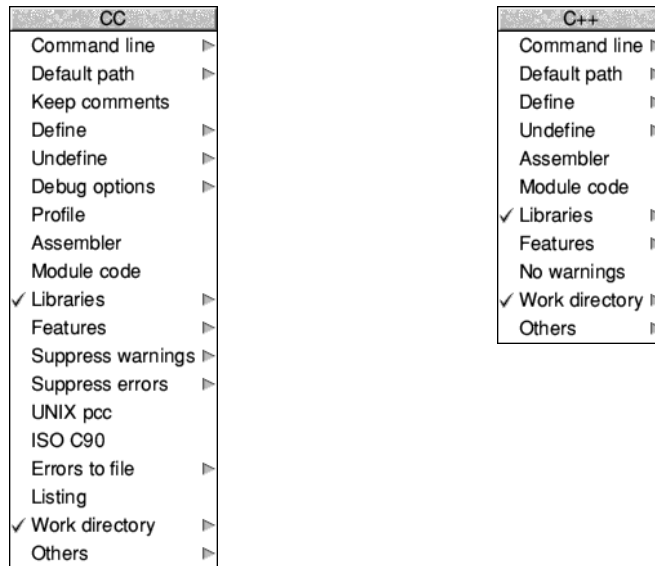 CC
Command line
Default path
Keep comments
Define
Undefine
Debug options
Profile
Assembler
Module code
✓ Libraries
Features
Suppress warnings
Suppress errors
UNIX pcc
ISO C90
Errors to file
Listing
✓ Work directory
Others
C++
Command line
Default path
Define
Undefine
Assembler
Module code
✓ Libraries
Features
No warnings
✓ Work directory
Others